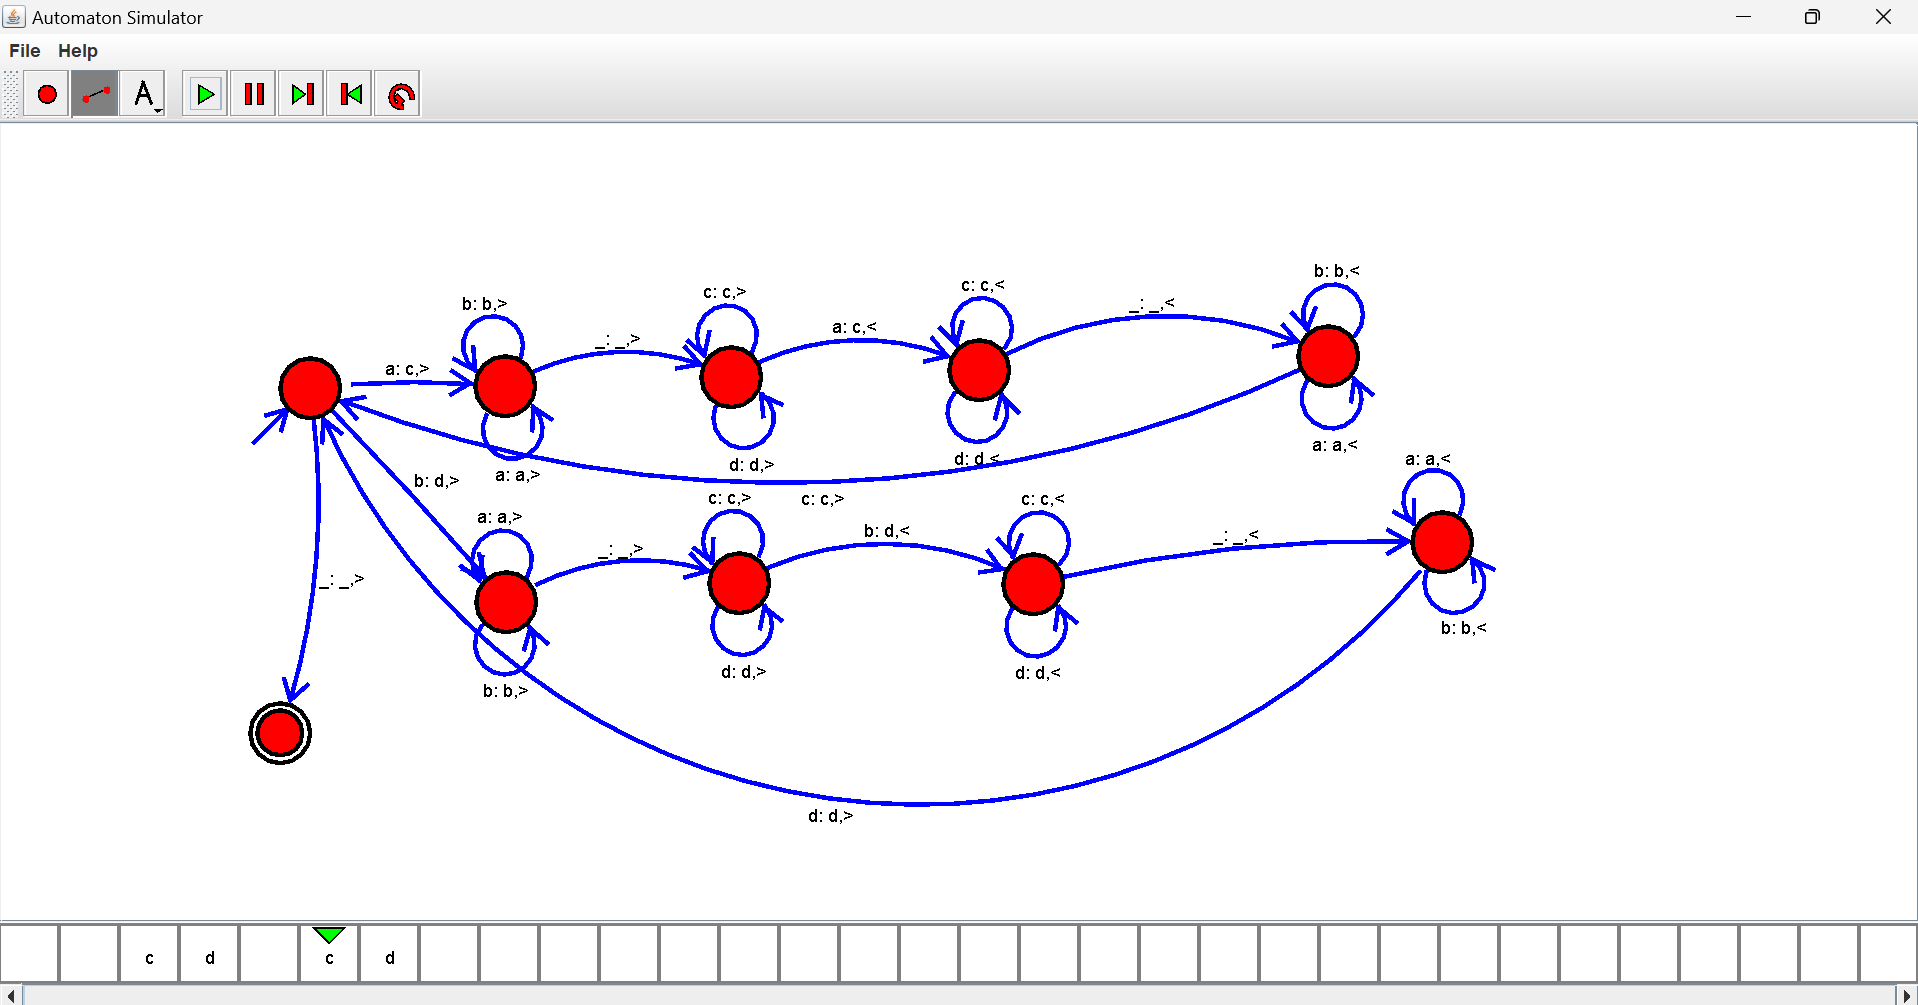 Automaton Simulator
File Help
A
b: b,<
c: c,<
c: c,>
b: b,>
_: _,<
a: c,<
_: _,>
a: c,>
a: a,<
a: a,<
d: d,<
d: d,>
a: a,>
b: d,>
c: c,>
c: c,>
c: c,<
a: a,>
b: d,<
_: _,<
_: _,>
_: _,>
b: b,<
d: d,>
d: d,<
b: b,>
d: d,>
c d c d